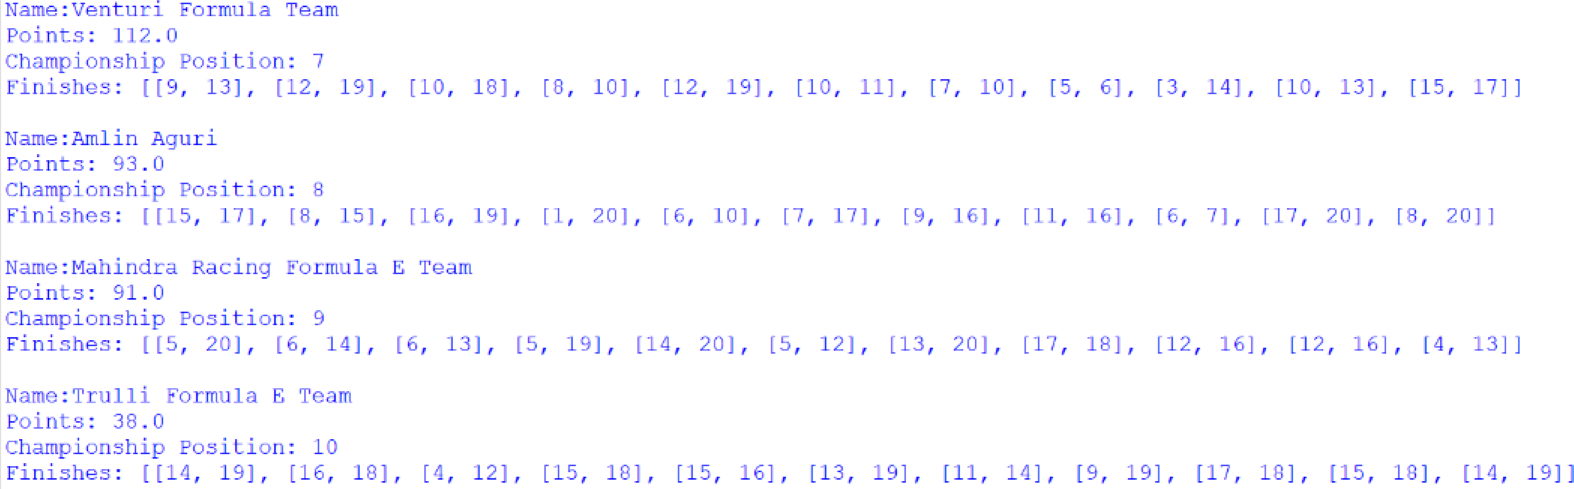 Name:Venturi Formula Team
Points: 112.0
Championship Position: 7
Finishes: [[9, 13], [12, 19], [10, 18], [8, 10], [12, 19], [10, 11], [7, 10], [5, 6], [3, 14], [10, 13], [15, 17]]
Name:Amlin Aguri
Points: 93.0
Championship Position: 8
Finishes: [[15, 17], [8, 15], [16, 19], [1, 20], [6, 10], [7, 17], [9, 16], [11, 16], [6, 7], [17, 20], [8, 20]]
Name:Mahindra Racing Formula E Team
Points: 91.0
Championship Position: 9
Finishes: [[5, 20], [6, 14], [6, 13], [5, 19], [14, 20], [5, 12], [13, 20], [17, 18], [12, 16], [12, 16], [4, 13]]
Name:Trulli Formula E Team
Points: 38.0
Championship Position: 10
Finishes: [[14, 19], [16, 18], [4, 12], [15, 18], [15, 16], [13, 19], [11, 14], [9, 19], [17, 18], [15, 18], [14, 19]]